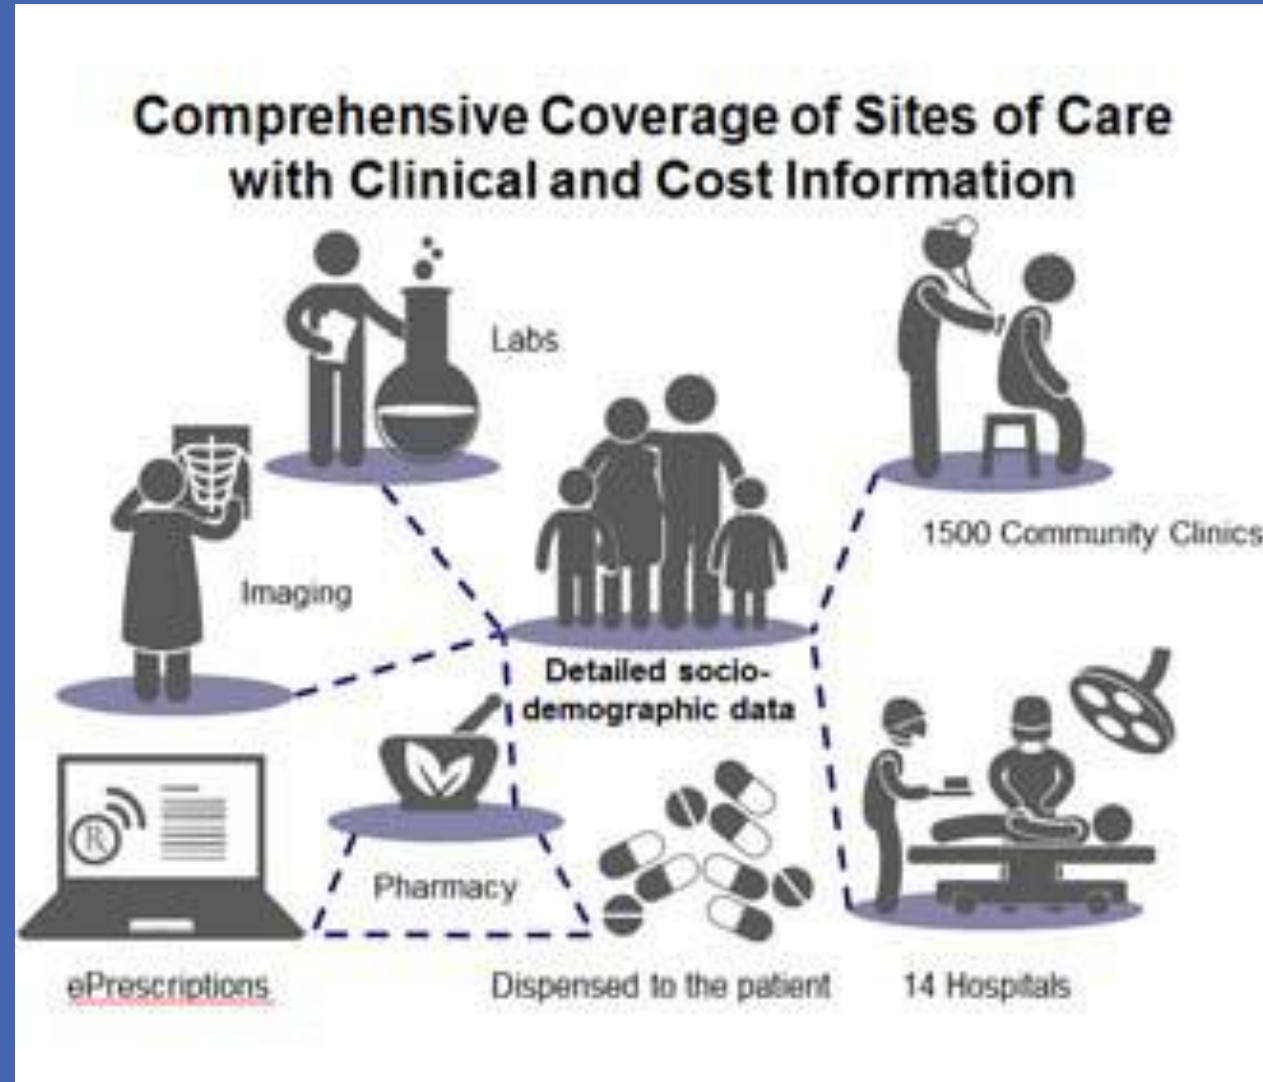 Comprehensive Coverage of Sites of Care
with Clinical and Cost Information
Labs
1500 Community Clinics
Imaging
Detailed socio-
demographic data
R
Pharmacy
ePrescriptions
Dispensed to the patient
14 Hospitals